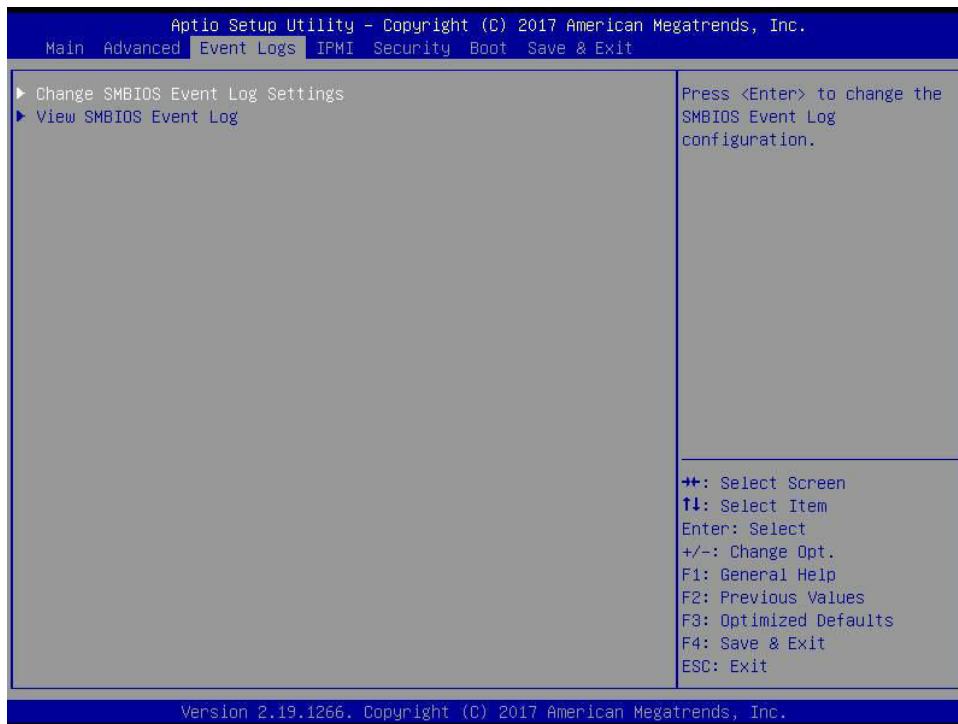 Aptio Setup Utility – Copyright (C) 2017 American Megatrends, Inc.
Main Advanced Event Logs IPMI Security Boot Save & Exit
▶ Change SMBIOS Event Log Settings
▶ View SMBIOS Event Log
Press <Enter> to change the
SMBIOS Event Log
configuration.
→←: Select Screen
↑↓: Select Item
Enter: Select
+/-: Change Opt.
F1: General Help
F2: Previous Values
F3: Optimized Defaults
F4: Save & Exit
ESC: Exit
Version 2.19.1266. Copyright (C) 2017 American Megatrends, Inc.